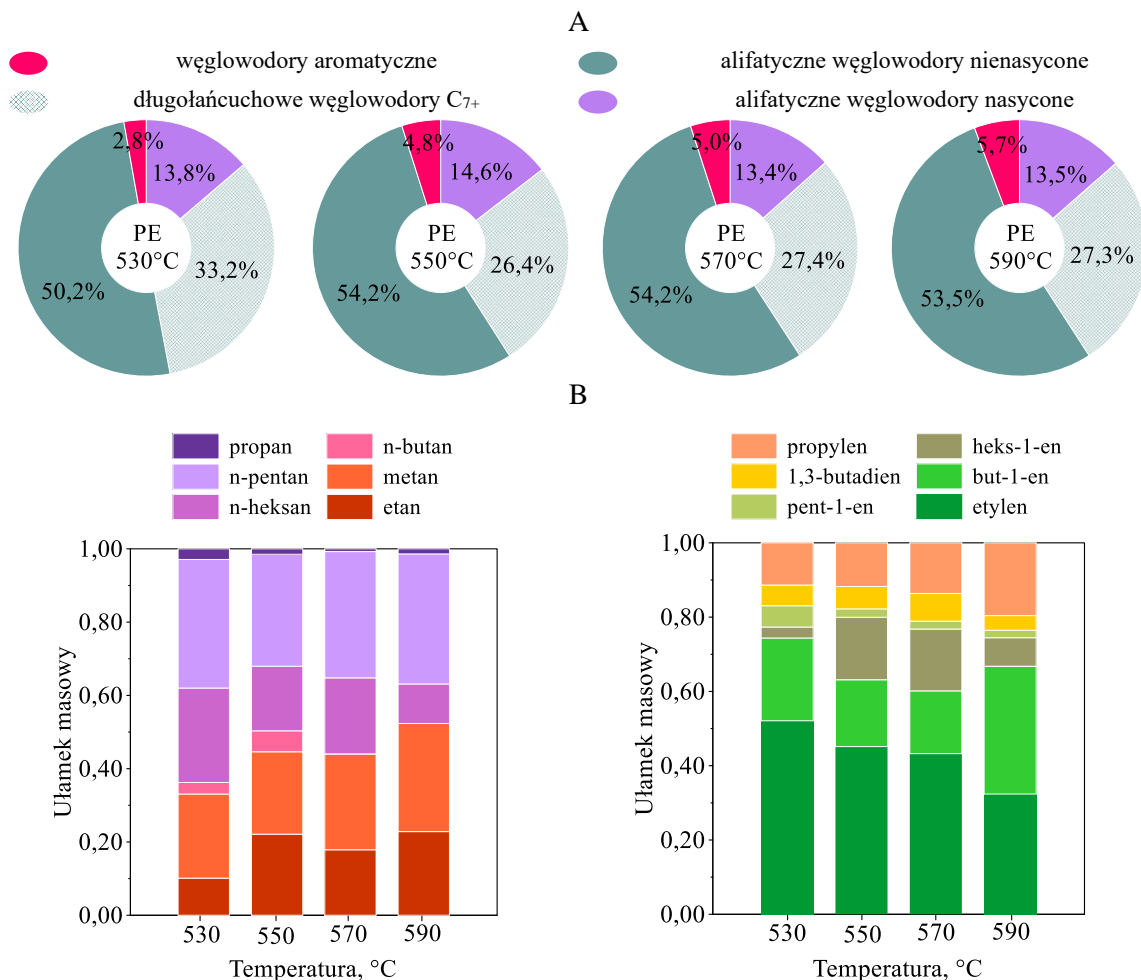 A
węglowodory aromatyczne
alifatyczne węglowodory nienasycone
długołańcuchowe węglowodory C7+
alifatyczne węglowodory nasycone
2,8%
13,8%
33,2%
50,2%
PE
530°C
4,8%
14,6%
26,4%
54,2%
PE
550°C
5,0%
13,4%
27,4%
54,2%
PE
570°C
5,7%
13,5%
27,3%
53,5%
PE
590°C
B
propan
n-butan
n-pentan
metan
n-heksan
etan
Ułamek masowy
1,00
0,80
0,60
0,40
0,20
0,00
530 550 570 590
Temperatura, °C
propylen
heks-1-en
1,3-butadien
but-1-en
pent-1-en
etylen
Ułamek masowy
1,00
0,80
0,60
0,40
0,20
0,00
530 550 570 590
Temperatura, °C